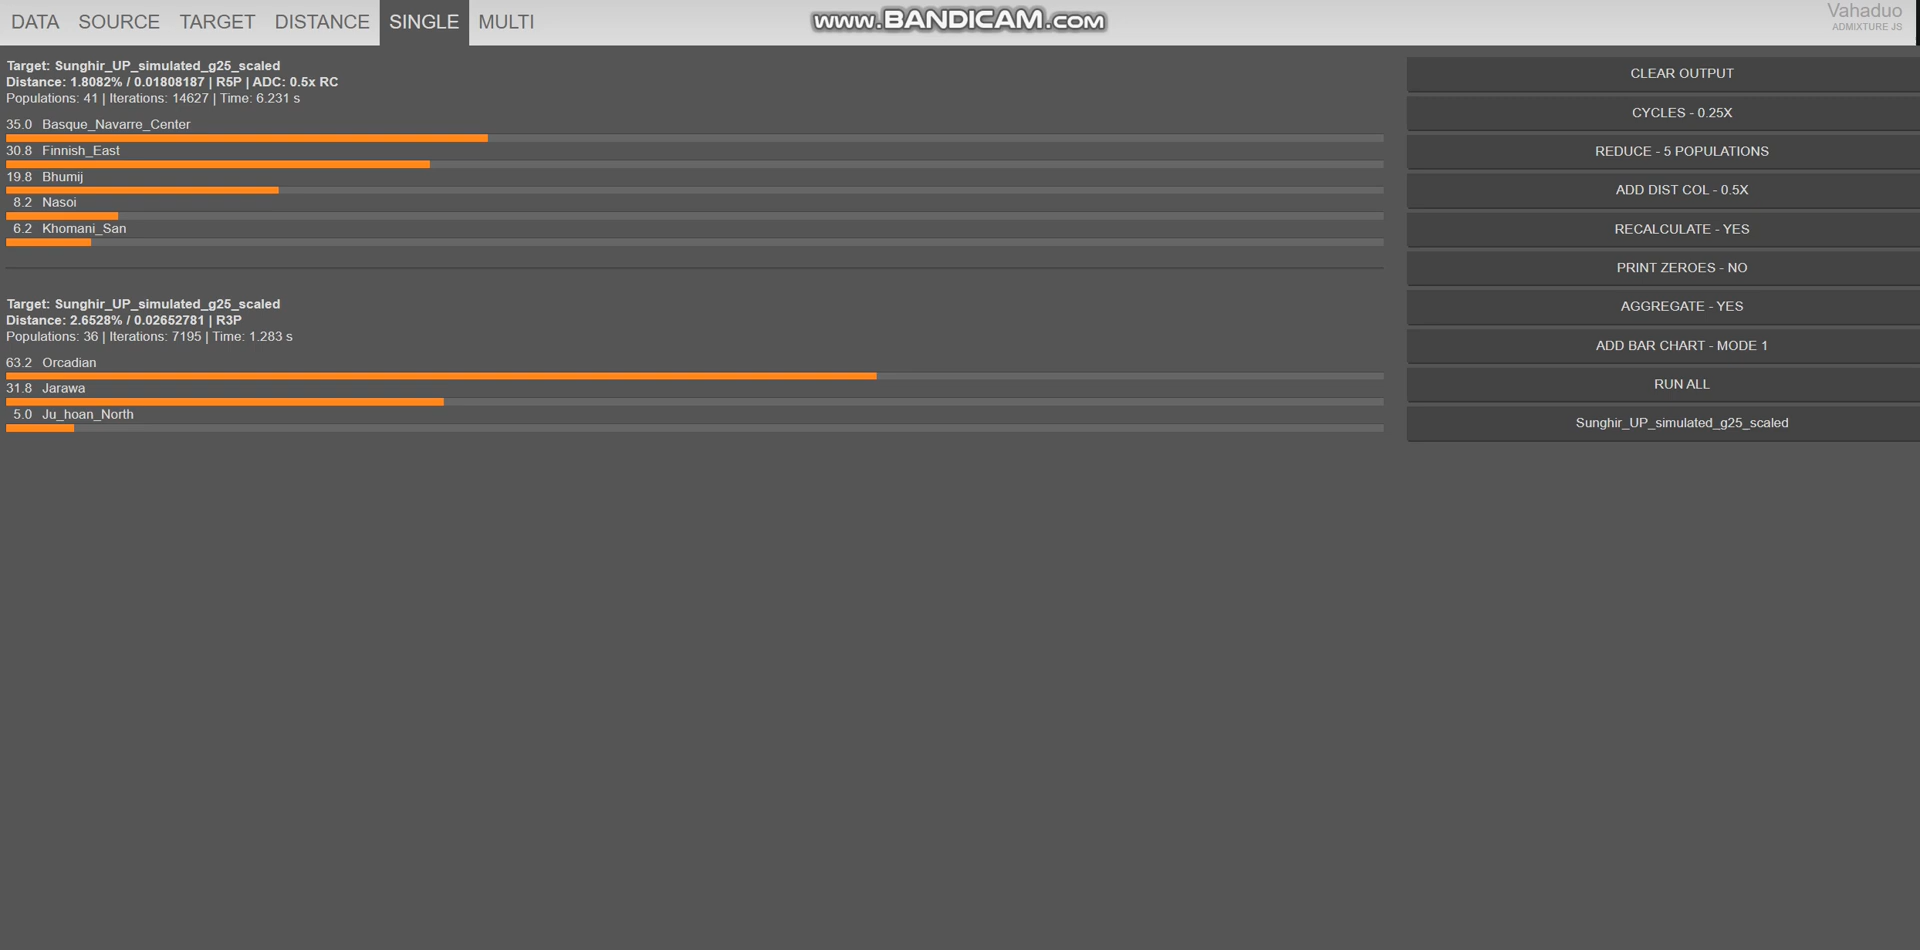 DATA SOURCE TARGET DISTANCE SINGLE MULTI
www.BANDICAM.com
Vahaduo
ADMIXTURE JS
Target: Sunghir_UP_simulated_g25_scaled
Distance: 1.8082% / 0.01808187 | R5P | ADC: 0.5x RC
Populations: 41 | Iterations: 14627 | Time: 6.231 s
35.0 Basque_Navarre_Center
30.8 Finnish_East
19.8 Bhumij
8.2 Nasoi
6.2 Khomani_San
Target: Sunghir_UP_simulated_g25_scaled
Distance: 2.6528% / 0.02652781 | R3P
Populations: 36 | Iterations: 7195 | Time: 1.283 s
63.2 Orcadian
31.8 Jarawa
5.0 Ju_hoan_North
CLEAR OUTPUT
CYCLES - 0.25X
REDUCE - 5 POPULATIONS
ADD DIST COL - 0.5X
RECALCULATE - YES
PRINT ZEROES - NO
AGGREGATE - YES
ADD BAR CHART - MODE 1
RUN ALL
Sunghir_UP_simulated_g25_scaled